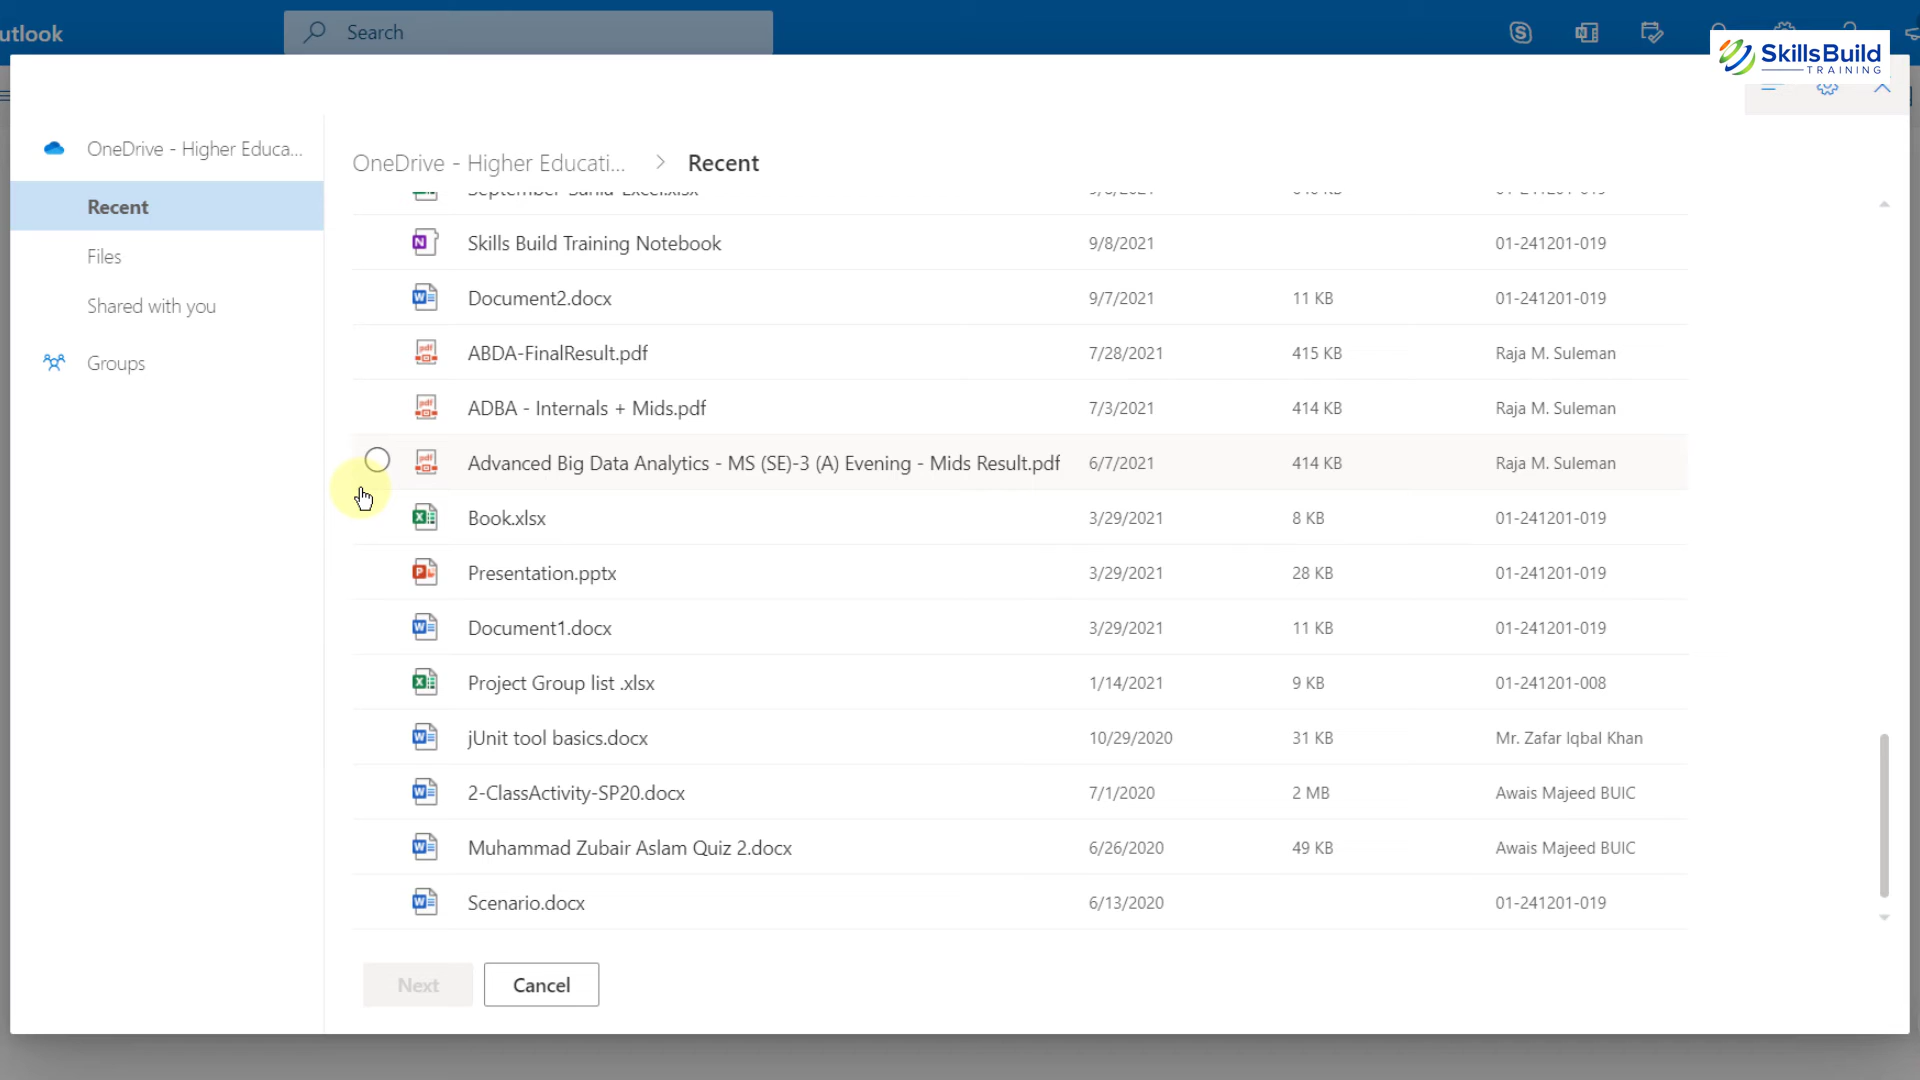 utlook
Search
SkillsBuild
TRAINING
OneDrive - Higher Educa...
Recent
Files
Shared with you
Groups
OneDrive - Higher Educati... > Recent
Skills Build Training Notebook 9/8/2021 01-241201-019
Document2.docx 9/7/2021 11 KB 01-241201-019
ABDA-FinalResult.pdf 7/28/2021 415 KB Raja M. Suleman
ADBA - Internals + Mids.pdf 7/3/2021 414 KB Raja M. Suleman
Advanced Big Data Analytics - MS (SE)-3 (A) Evening - Mids Result.pdf 6/7/2021 414 KB Raja M. Suleman
Book.xlsx 3/29/2021 8 KB 01-241201-019
Presentation.pptx 3/29/2021 28 KB 01-241201-019
Document1.docx 3/29/2021 11 KB 01-241201-019
Project Group list .xlsx 1/14/2021 9 KB 01-241201-008
jUnit tool basics.docx 10/29/2020 31 KB Mr. Zafar Iqbal Khan
2-ClassActivity-SP20.docx 7/1/2020 2 MB Awais Majeed BUIC
Muhammad Zubair Aslam Quiz 2.docx 6/26/2020 49 KB Awais Majeed BUIC
Scenario.docx 6/13/2020 01-241201-019
Next
Cancel